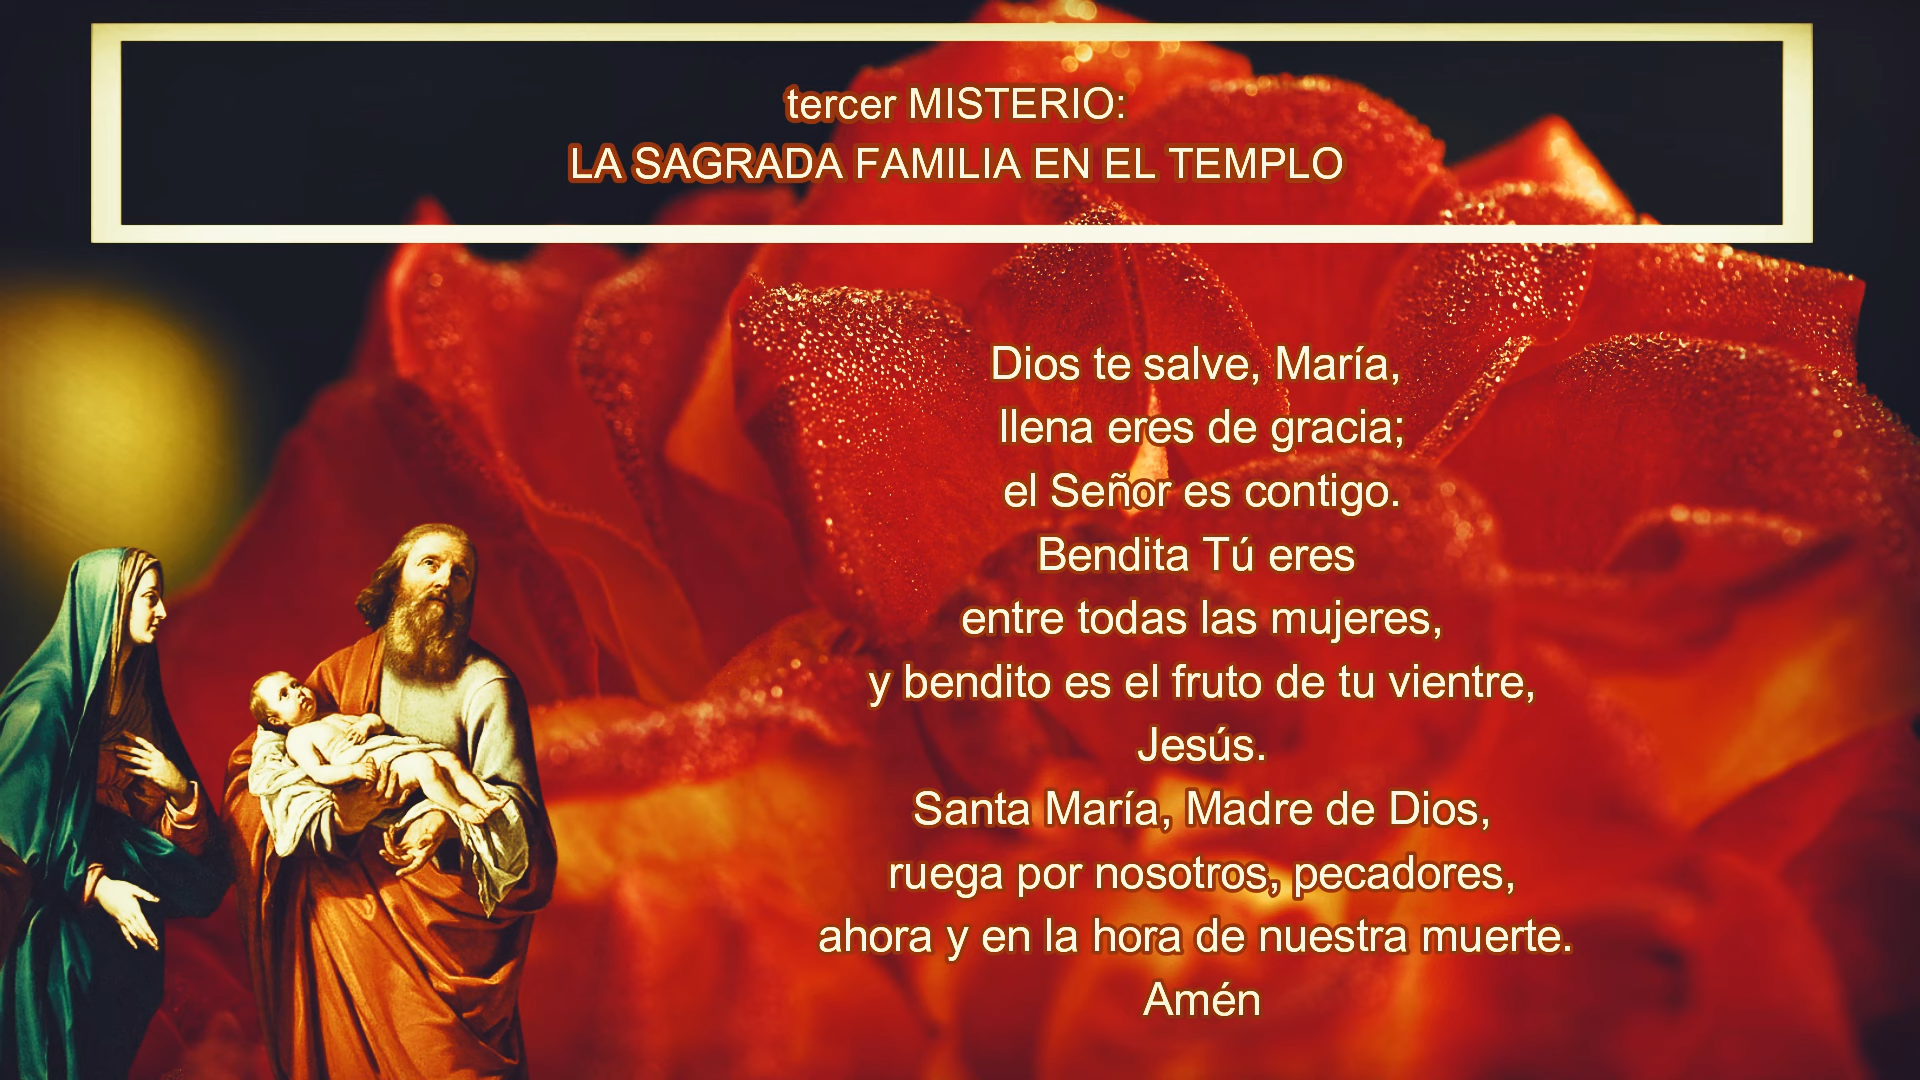 tercer MISTERIO:
LA SAGRADA FAMILIA EN EL TEMPLO
Dios te salve, María,
llena eres de gracia;
el Señor es contigo.
Bendita Tú eres
entre todas las mujeres,
y bendito es el fruto de tu vientre,
Jesús.
Santa María, Madre de Dios,
ruega por nosotros, pecadores,
ahora y en la hora de nuestra muerte.
Amén